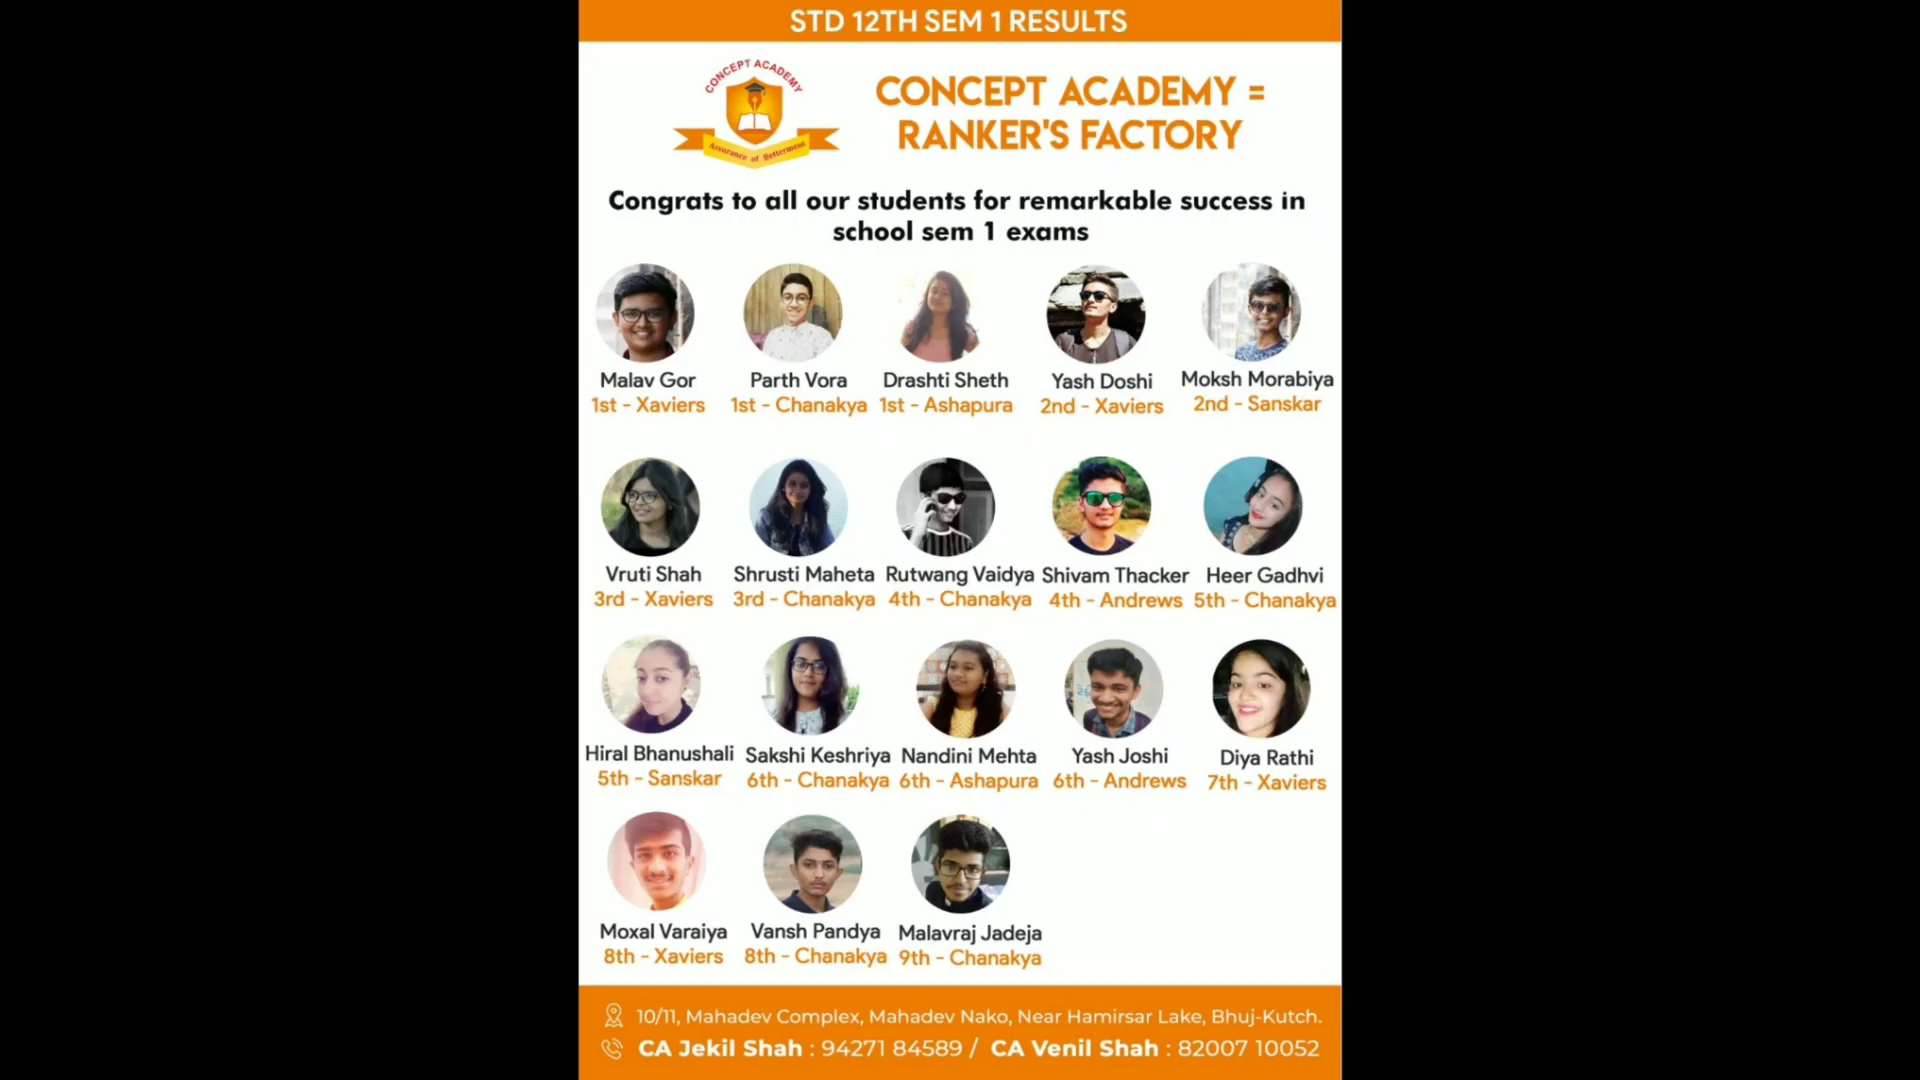 STD 12TH SEM 1 RESULTS
CONCEPT ACADEMY
Assurance of Betterment
CONCEPT ACADEMY =
RANKER'S FACTORY
Congrats to all our students for remarkable success in
school sem 1 exams
Malav Gor
1st - Xaviers
Parth Vora
1st - Chanakya
Drashti Sheth
1st - Ashapura
Yash Doshi
2nd - Xaviers
Moksh Morabiya
2nd - Sanskar
Vruti Shah
3rd - Xaviers
Shrusti Maheta
3rd - Chanakya
Rutwang Vaidya
4th - Chanakya
Shivam Thacker
4th - Andrews
Heer Gadhvi
5th - Chanakya
Hiral Bhanushali
5th - Sanskar
Sakshi Keshriya
6th - Chanakya
Nandini Mehta
6th - Ashapura
Yash Joshi
6th - Andrews
Diya Rathi
7th - Xaviers
Moxal Varaiya
8th - Xaviers
Vansh Pandya
8th - Chanakya
Malavraj Jadeja
9th - Chanakya
10/11, Mahadev Complex, Mahadev Nako, Near Hamirsar Lake, Bhuj-Kutch.
CA Jekil Shah : 94271 84589 / CA Venil Shah : 82007 10052